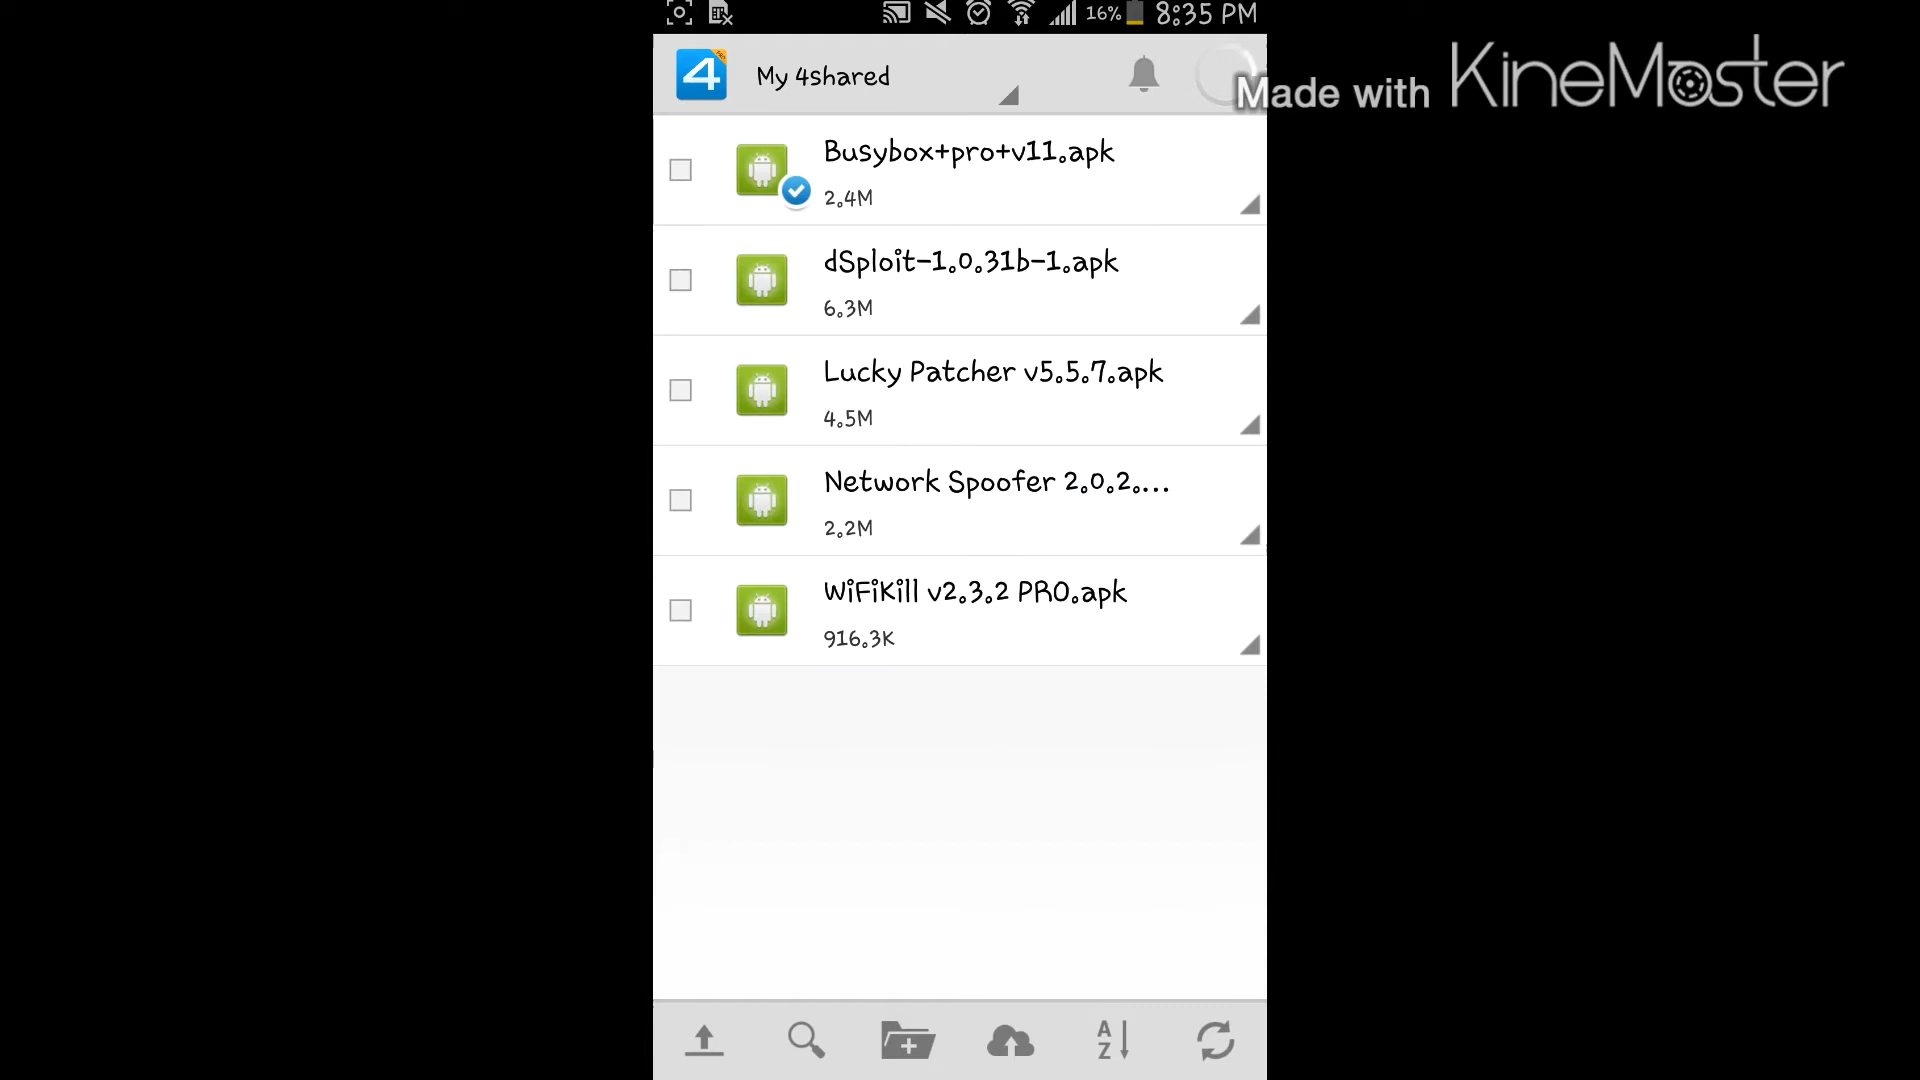 16% 8:35 PM
4 My 4shared
Made with KineMaster
Busybox+pro+v11.apk
2.4M
dSploit-1.0.31b-1.apk
6.3M
Lucky Patcher v5.5.7.apk
4.5M
Network Spoofer 2.0.2....
2.2M
WiFiKill v2.3.2 PRO.apk
916.3K
A
Z